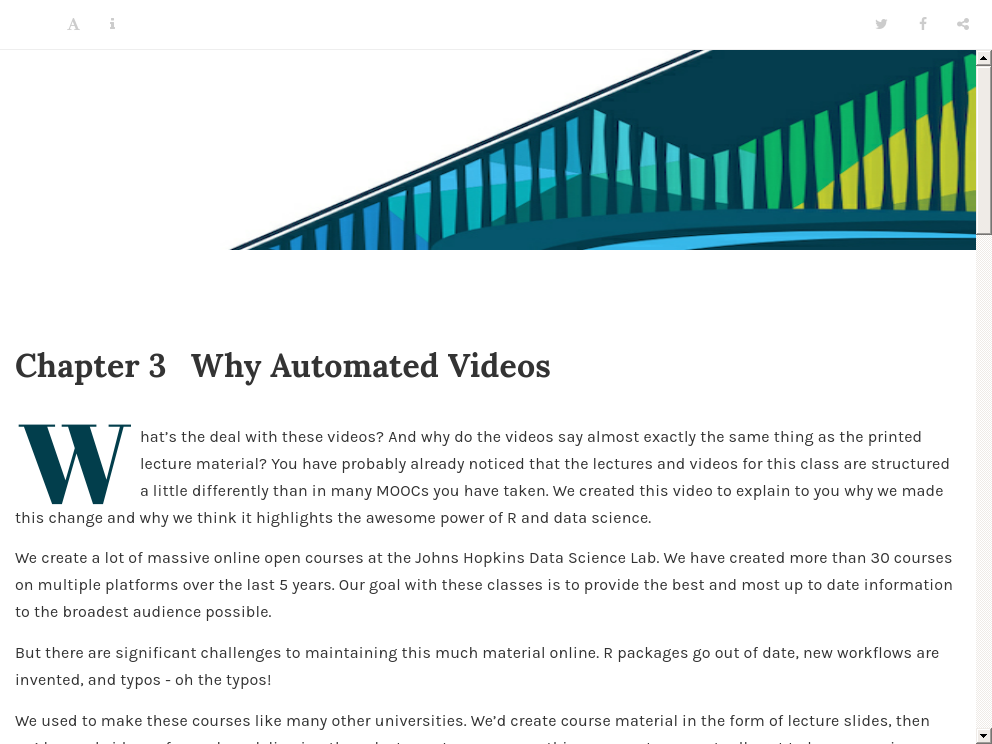 Chapter 3 Why Automated Videos
What's the deal with these videos? And why do the videos say almost exactly the same thing as the printed
lecture material? You have probably already noticed that the lectures and videos for this class are structured
a little differently than in many MOOCs you have taken. We created this video to explain to you why we made
this change and why we think it highlights the awesome power of R and data science.
We create a lot of massive online open courses at the Johns Hopkins Data Science Lab. We have created more than 30 courses
on multiple platforms over the last 5 years. Our goal with these classes is to provide the best and most up to date information
to the broadest audience possible.
But there are significant challenges to maintaining this much material online. R packages go out of date, new workflows are
invented, and typos - oh the typos!
We used to make these courses like many other universities. We'd create course material in the form of lecture slides, then